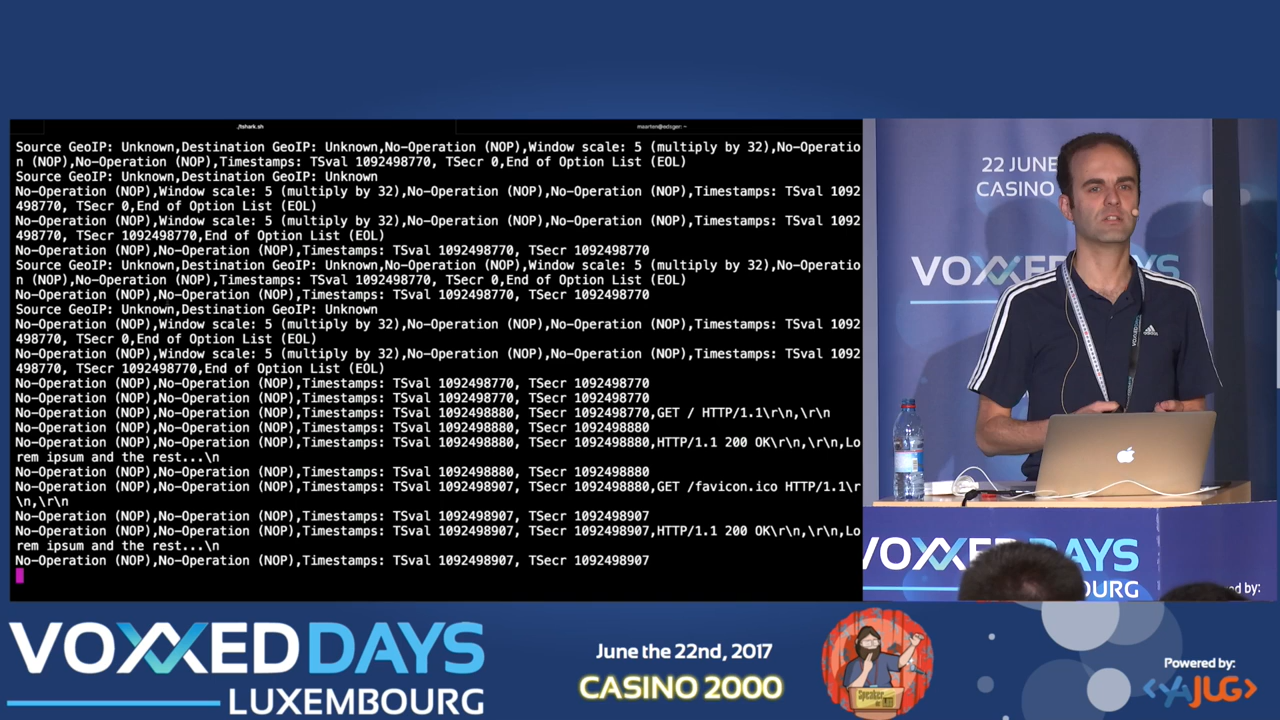 ./tshark.sh
maarten@edsger: ~
Source GeoIP: Unknown,Destination GeoIP: Unknown,No-Operation (NOP),Window scale: 5 (multiply by 32),No-Operatio
n (NOP),No-Operation (NOP),Timestamps: TSval 1092498770, TSecr 0,End of Option List (EOL)
Source GeoIP: Unknown,Destination GeoIP: Unknown
No-Operation (NOP),Window scale: 5 (multiply by 32),No-Operation (NOP),No-Operation (NOP),Timestamps: TSval 1092
498770, TSecr 0,End of Option List (EOL)
No-Operation (NOP),Window scale: 5 (multiply by 32),No-Operation (NOP),No-Operation (NOP),Timestamps: TSval 1092
498770, TSecr 1092498770,End of Option List (EOL)
No-Operation (NOP),No-Operation (NOP),Timestamps: TSval 1092498770, TSecr 1092498770
Source GeoIP: Unknown,Destination GeoIP: Unknown,No-Operation (NOP),Window scale: 5 (multiply by 32),No-Operatio
n (NOP),No-Operation (NOP),Timestamps: TSval 1092498770, TSecr 0,End of Option List (EOL)
No-Operation (NOP),No-Operation (NOP),Timestamps: TSval 1092498770, TSecr 1092498770
Source GeoIP: Unknown,Destination GeoIP: Unknown
No-Operation (NOP),Window scale: 5 (multiply by 32),No-Operation (NOP),No-Operation (NOP),Timestamps: TSval 1092
498770, TSecr 0,End of Option List (EOL)
No-Operation (NOP),Window scale: 5 (multiply by 32),No-Operation (NOP),No-Operation (NOP),Timestamps: TSval 1092
498770, TSecr 1092498770,End of Option List (EOL)
No-Operation (NOP),No-Operation (NOP),Timestamps: TSval 1092498770, TSecr 1092498770
No-Operation (NOP),No-Operation (NOP),Timestamps: TSval 1092498770, TSecr 1092498770
No-Operation (NOP),No-Operation (NOP),Timestamps: TSval 1092498880, TSecr 1092498770,GET / HTTP/1.1\r\n,\r\n
No-Operation (NOP),No-Operation (NOP),Timestamps: TSval 1092498880, TSecr 1092498880
No-Operation (NOP),No-Operation (NOP),Timestamps: TSval 1092498880, TSecr 1092498880,HTTP/1.1 200 OK\r\n,\r\n,Lo
rem ipsum and the rest...\n
No-Operation (NOP),No-Operation (NOP),Timestamps: TSval 1092498880, TSecr 1092498880
No-Operation (NOP),No-Operation (NOP),Timestamps: TSval 1092498907, TSecr 1092498880,GET /favicon.ico HTTP/1.1\r
\n,\r\n
No-Operation (NOP),No-Operation (NOP),Timestamps: TSval 1092498907, TSecr 1092498907
No-Operation (NOP),No-Operation (NOP),Timestamps: TSval 1092498907, TSecr 1092498907,HTTP/1.1 200 OK\r\n,\r\n,Lo
rem ipsum and the rest...\n
No-Operation (NOP),No-Operation (NOP),Timestamps: TSval 1092498907, TSecr 1092498907
22 JUNE
CASINO
VOXXED
adidas
VOXXEDDAYS
OURG
ed by:
VOXXEDDAYS
LUXEMBOURG
June the 22nd, 2017
CASINO 2000
Speaker
Powered by:
YAJUG